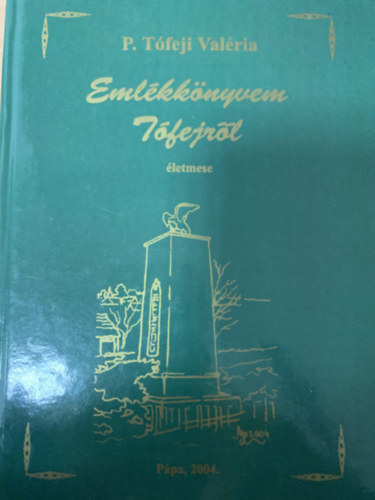 P. Tófeji Valéria
Emlékkönyvem
Tófejről
életmese
Pápa, 2004.